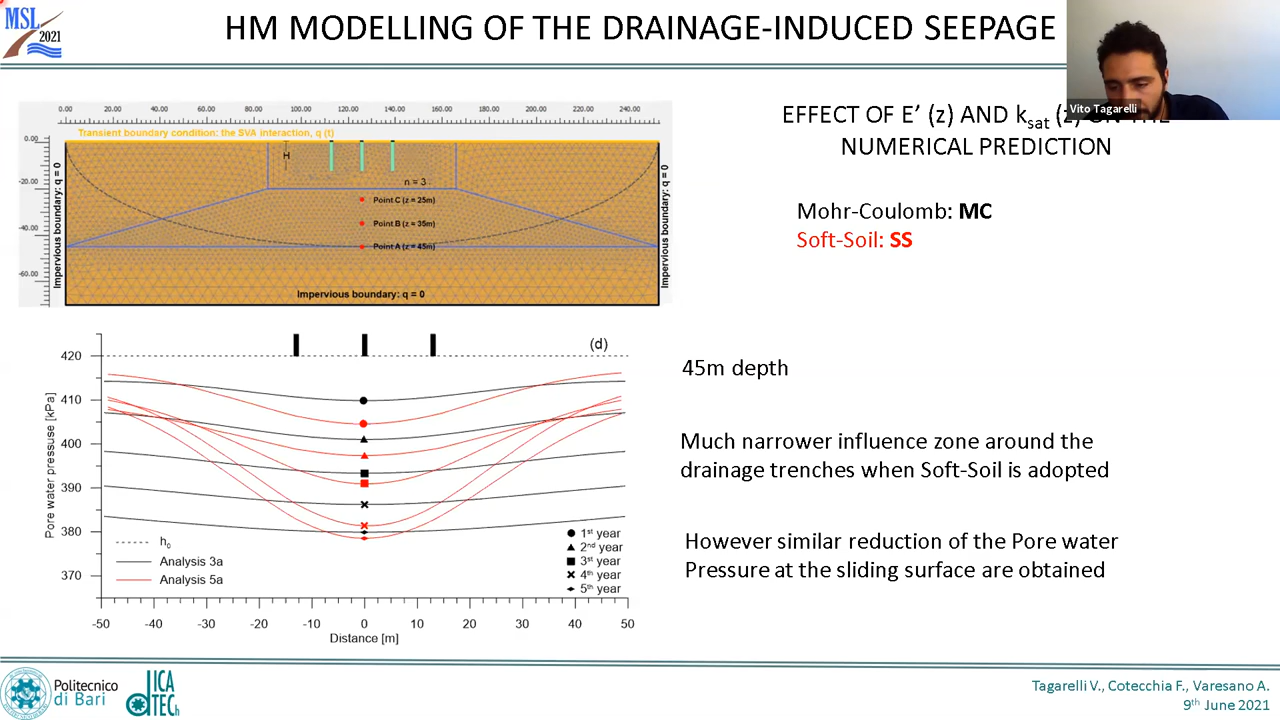 MSL
2021
HM MODELLING OF THE DRAINAGE-INDUCED SEEPAGE
Vito Tagarelli
0.00 20.00 40.00 60.00 80.00 100.00 120.00 140.00 160.00 180.00 200.00 220.00 240.00
Transient boundary condition: the SVA interaction, q (t)
0.00
-20.00
-40.00
-60.00
Impervious boundary: q = 0
H
n = 3
Point C (z = 25m)
Point B (z = 35m)
Point A (z = 45m)
Impervious boundary: q = 0
Impervious boundary: q = 0
EFFECT OF E' (z) AND ksat (z) ON THE
NUMERICAL PREDICTION
Mohr-Coulomb: MC
Soft-Soil: SS
(d)
420
410
400
390
380
370
Pore water pressuse [kPa]
h0
Analysis 3a
Analysis 5a
1st year
2nd year
3st year
4th year
5th year
-50 -40 -30 -20 -10 0 10 20 30 40 50
Distance [m]
45m depth
Much narrower influence zone around the
drainage trenches when Soft-Soil is adopted
However similar reduction of the Pore water
Pressure at the sliding surface are obtained
Politecnico
di Bari
DICATECh
Tagarelli V., Cotecchia F., Varesano A.
9th June 2021